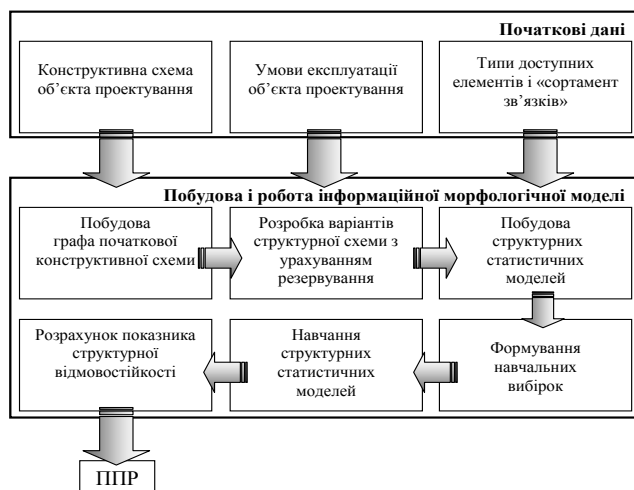 Початкові дані
Конструктивна схема
об’єкта проектування
Умови експлуатації
об’єкта проектування
Типи доступних
елементів і «сортамент
зв’язків»
Побудова і робота інформаційної морфологічної моделі
Побудова
графа початкової
конструктивної схеми
Розробка варіантів
структурної схеми з
урахуванням
резервування
Побудова
структурних
статистичних
моделей
Розрахунок показника
структурної
відмовостійкості
Навчання
структурних
статистичних
моделей
Формування
навчальних
вибірок
ППР